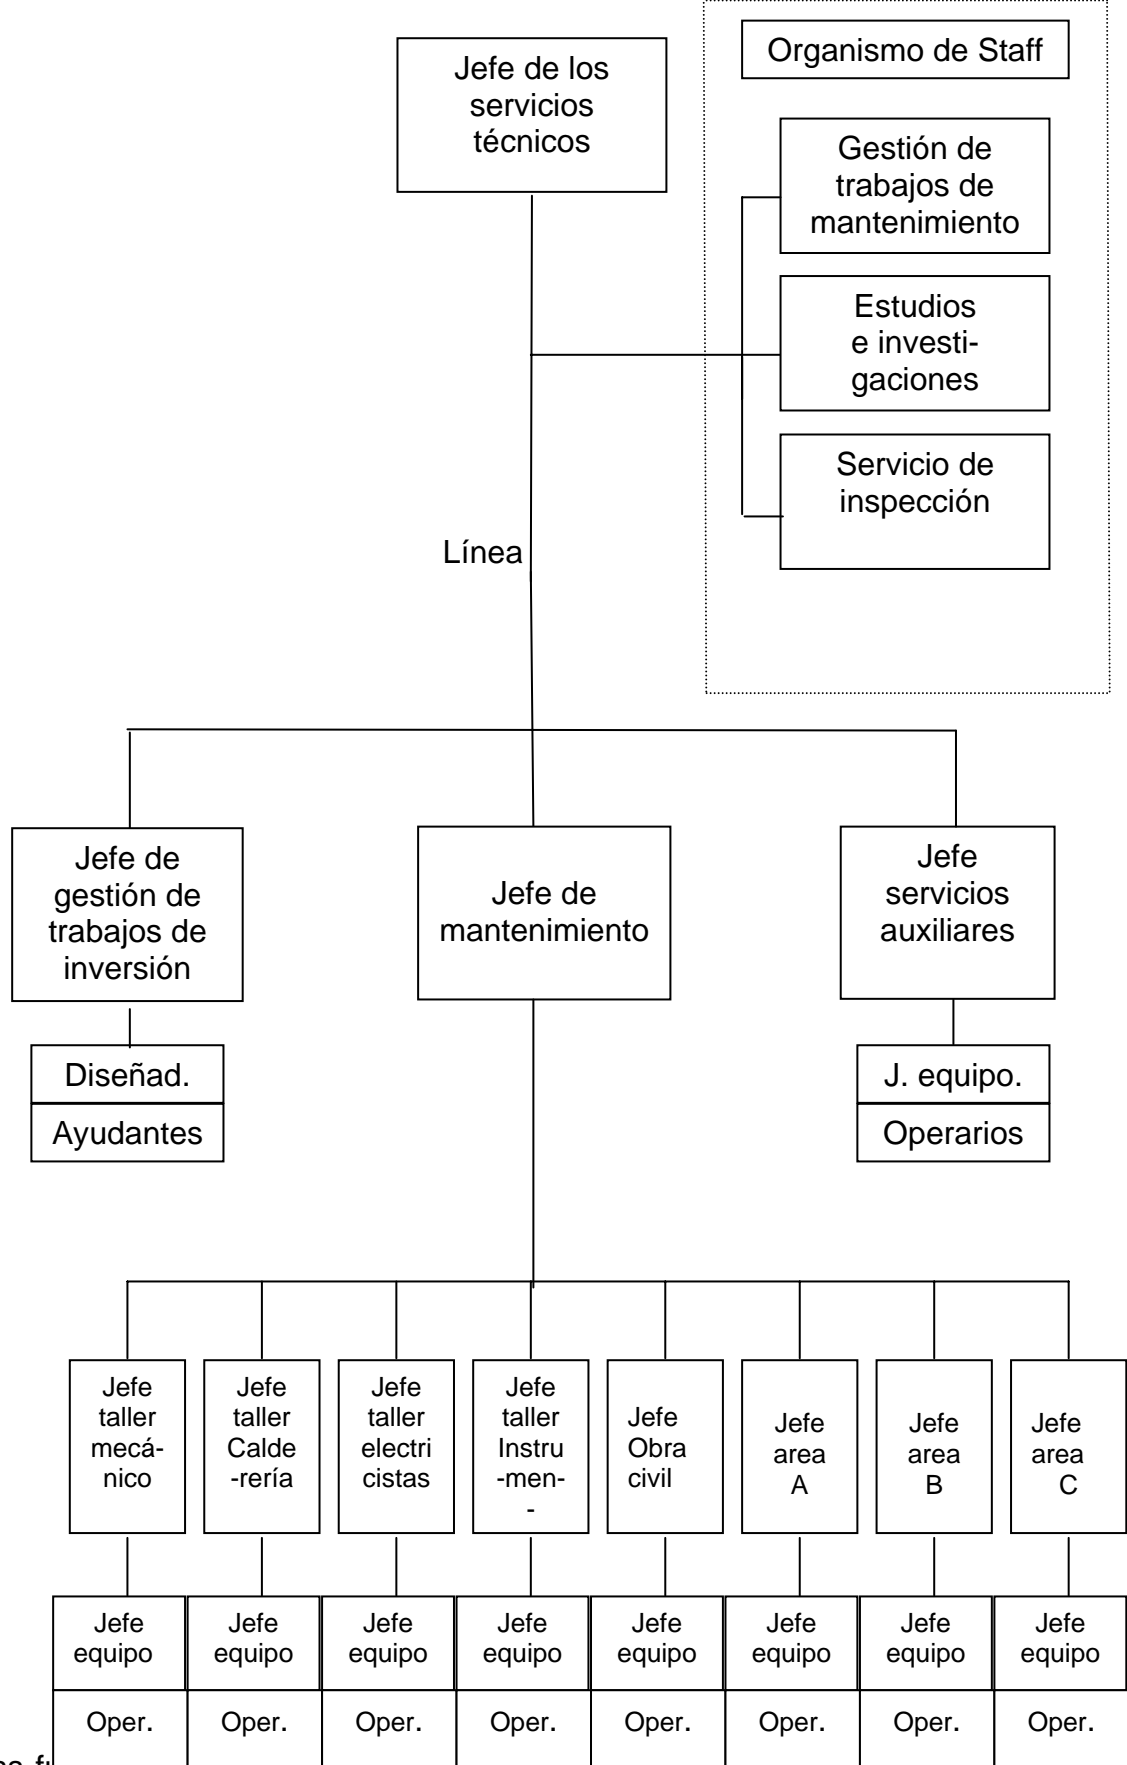 Organismo de Staff
Jefe de los
servicios
técnicos
Gestión de
trabajos de
mantenimiento
Estudios
e investi-
gaciones
Servicio de
inspección
Línea
Jefe de
gestión de
trabajos de
inversión
Jefe de
mantenimiento
Jefe
servicios
auxiliares
Diseñad.
Ayudantes
J. equipo.
Operarios
Jefe
taller
mecá-
nico
Jefe
taller
Calde
-rería
Jefe
taller
electri
cistas
Jefe
taller
Instru
-men-
-
Jefe
Obra
civil
Jefe
area
A
Jefe
area
B
Jefe
area
C
Jefe
equipo
Jefe
equipo
Jefe
equipo
Jefe
equipo
Jefe
equipo
Jefe
equipo
Jefe
equipo
Jefe
equipo
Oper.
Oper.
Oper.
Oper.
Oper.
Oper.
Oper.
Oper.